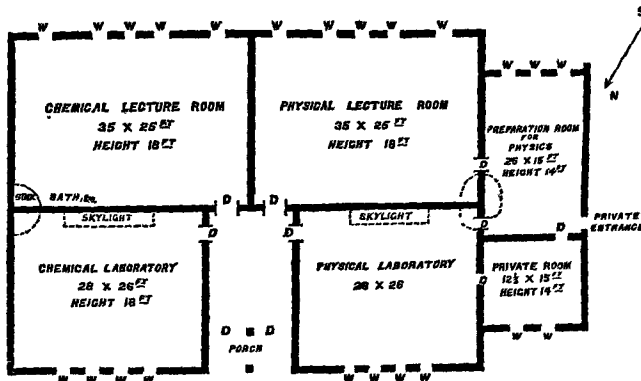 W W W W W W W W W W
S
N
W W W
CHEMICAL LECTURE ROOM
35 X 25 FT
HEIGHT 18 FT
PHYSICAL LECTURE ROOM
35 X 25 FT
HEIGHT 18 FT
PREPARATION ROOM
FOR
PHYSICS
26 X 15 FT
HEIGHT 14 FT
D
BATH,
D D
SKYLIGHT
SKYLIGHT
D D D
PRIVATE
ENTRANCE
D
CHEMICAL LABORATORY
28 X 26 FT
HEIGHT 18 FT
PHYSICAL LABORATORY
28 X 26
PRIVATE ROOM
12½ X 15 FT
HEIGHT 14 FT
D
D D
PORCH
W W
W W W W W W W W